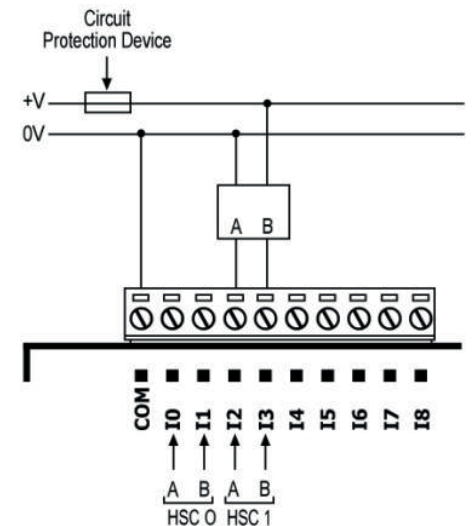 Circuit
Protection Device
+V
0V
A B
COM I0 I1 I2 I3 I4 I5 I6 I7 I8
A B A B
HSC 0 HSC 1